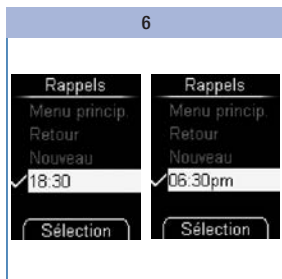 6
Rappels
Menu princip.
Retour
Nouveau
18:30
Sélection
Rappels
Menu princip.
Retour
Nouveau
06:30pm
Sélection